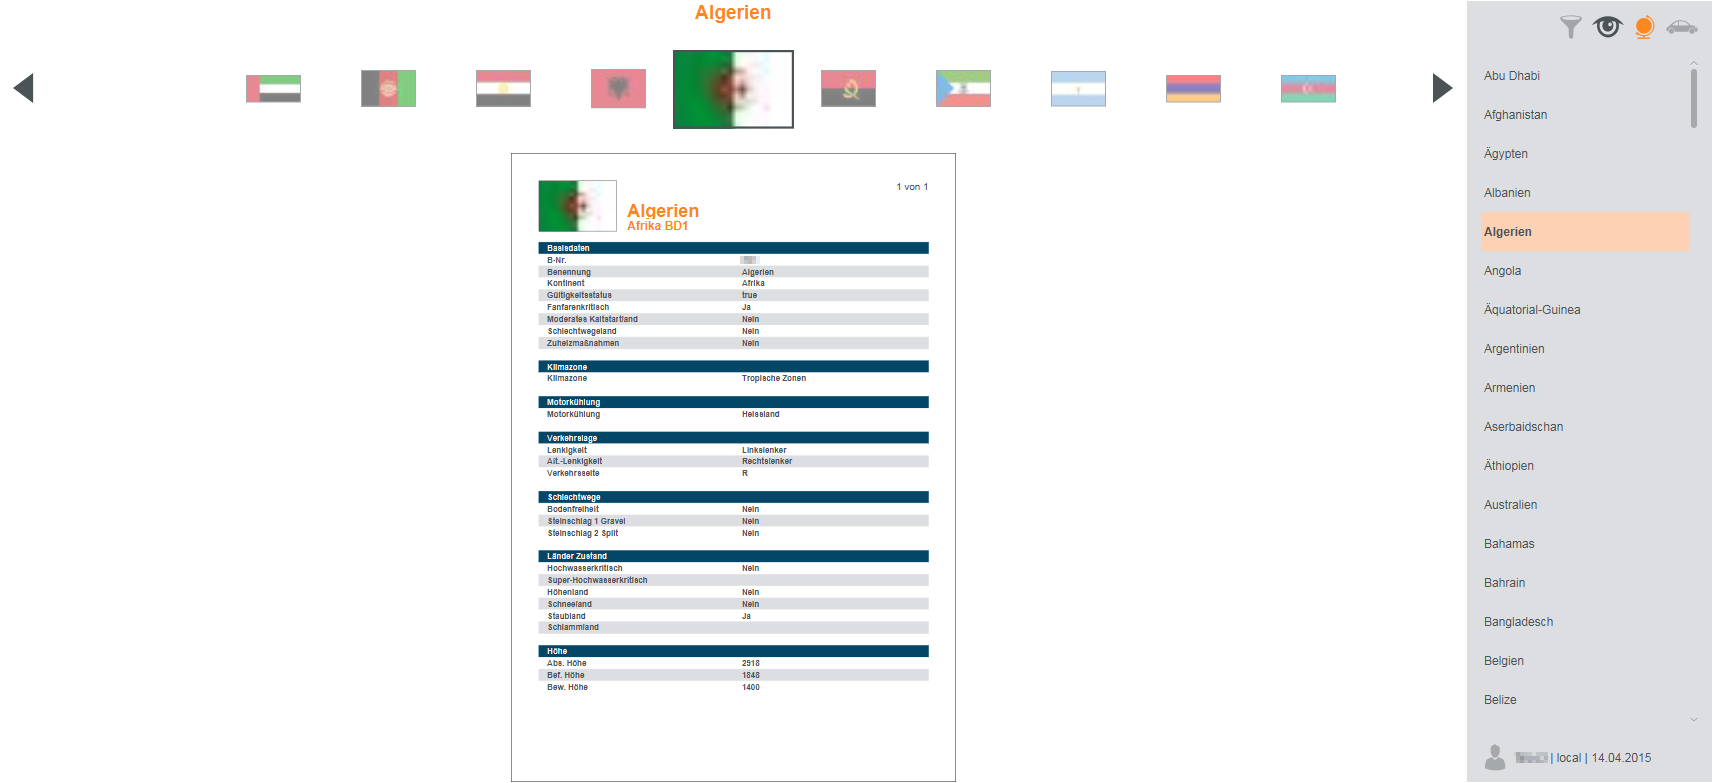 Algerien
1 von 1
Algerien
Afrika BD1
Basisdaten
B-Nr.
Benennung Algerien
Kontinent Afrika
Gültigkeitsstatus true
Fanfarenkritisch Ja
Moderates Kaltstartland Nein
Schlechtwegeland Nein
Zuheizmaßnahmen Nein
Klimazone
Klimazone Tropische Zonen
Motorkühlung
Motorkühlung Heissland
Verkehrslage
Lenkigkeit Linkslenker
Alt.-Lenkigkeit Rechtslenker
Verkehrsseite R
Schlechtwege
Bodenfreiheit Nein
Steinschlag 1 Gravel Nein
Steinschlag 2 Split Nein
Länder Zustand
Hochwasserkritisch Nein
Super-Hochwasserkritisch
Höhenland Nein
Schneeland Nein
Staubland Ja
Schlammland
Höhe
Abs. Höhe 2918
Bef. Höhe 1848
Bew. Höhe 1400
Abu Dhabi
Afghanistan
Ägypten
Albanien
Algerien
Angola
Äquatorial-Guinea
Argentinien
Armenien
Aserbaidschan
Äthiopien
Australien
Bahamas
Bahrain
Bangladesch
Belgien
Belize
| local | 14.04.2015